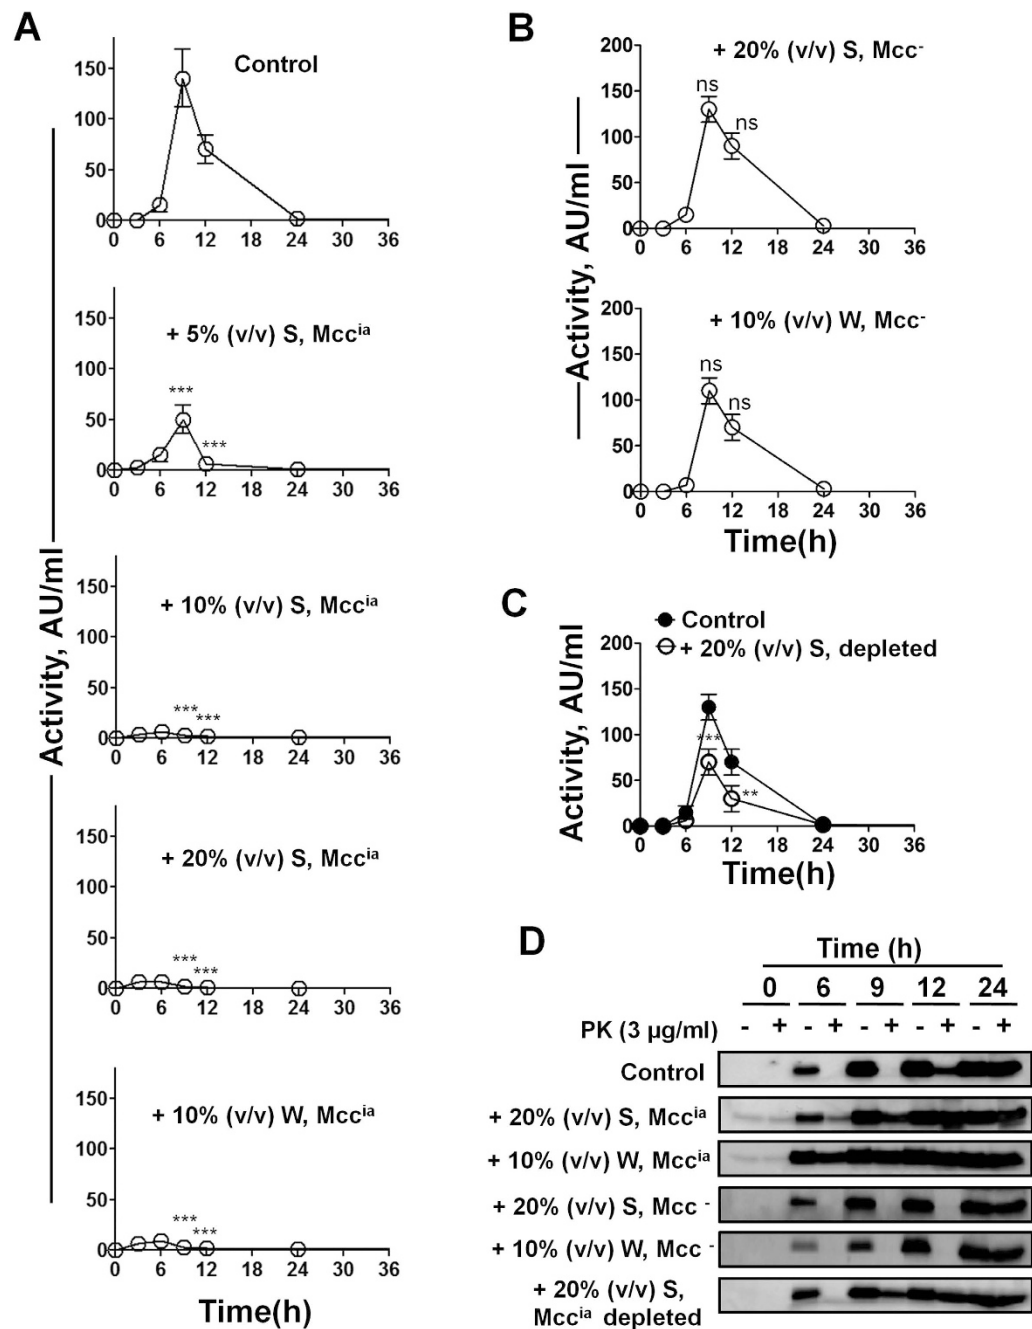 A
Control
150
100
50
0
0 6 12 18 24 30 36
+ 5% (v/v) S, Mccⁱᵃ
150
100
50
0
***
***
0 6 12 18 24 30 36
+ 10% (v/v) S, Mccⁱᵃ
150
100
50
0
***
***
0 6 12 18 24 30 36
+ 20% (v/v) S, Mccⁱᵃ
150
100
50
0
***
***
0 6 12 18 24 30 36
+ 10% (v/v) W, Mccⁱᵃ
150
100
50
0
***
***
0 6 12 18 24 30 36
Activity, AU/ml
Time(h)
B
+ 20% (v/v) S, Mcc⁻
200
150
100
50
0
ns
ns
0 6 12 18 24 30 36
+ 10% (v/v) W, Mcc⁻
200
150
100
50
0
ns
ns
0 6 12 18 24 30 36
Activity, AU/ml
Time(h)
C
Control
+ 20% (v/v) S, depleted
200
150
100
50
0
***
**
0 6 12 18 24 30 36
Activity, AU/ml
Time(h)
D
Time (h)
0 6 9 12 24
PK (3 µg/ml) - + - + - + - + - +
Control
+ 20% (v/v) S, Mccⁱᵃ
+ 10% (v/v) W, Mccⁱᵃ
+ 20% (v/v) S, Mcc ⁻
+ 10% (v/v) W, Mcc ⁻
+ 20% (v/v) S,
Mccⁱᵃ depleted